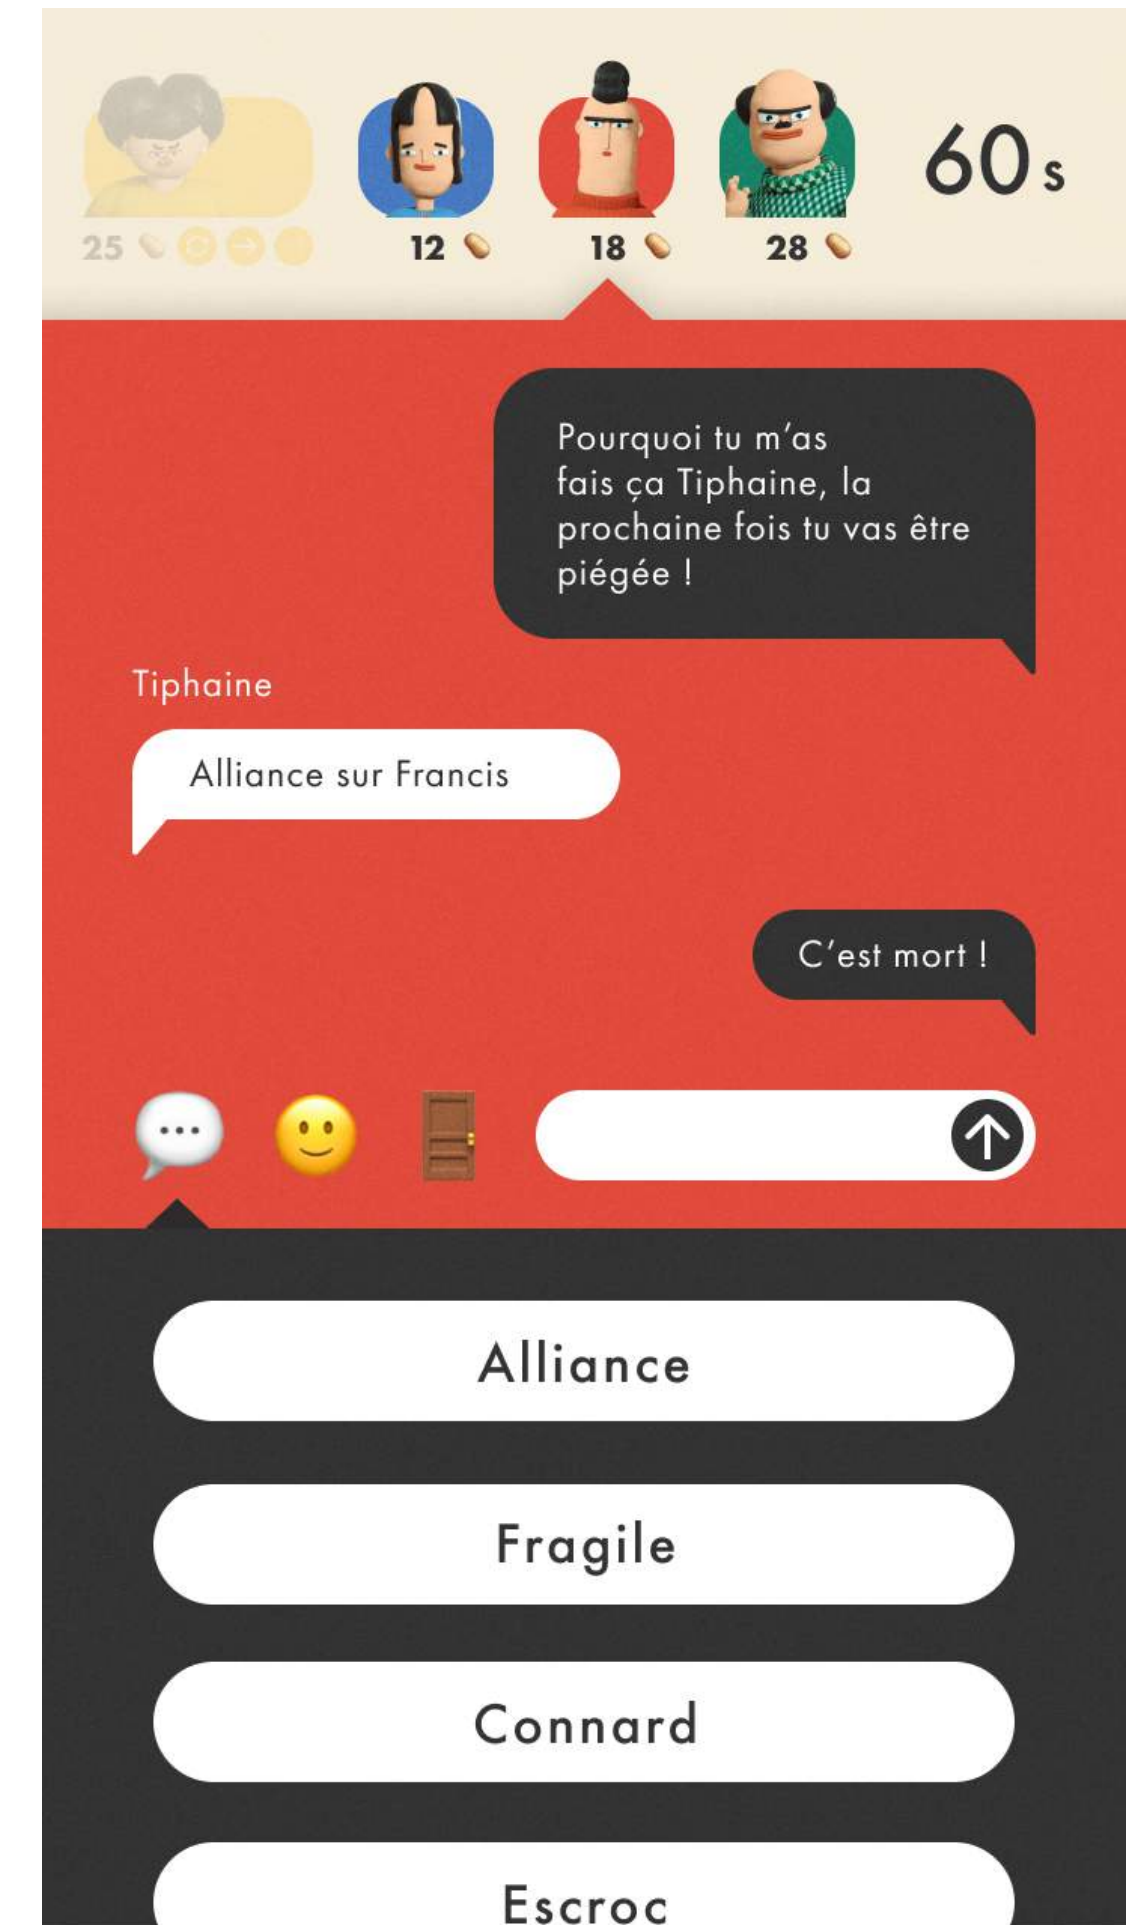 60 s
25
12
18
28
Pourquoi tu m’as
fais ça Tiphaine, la
prochaine fois tu vas être
piégée !
Tiphaine
Alliance sur Francis
C’est mort !
Alliance
Fragile
Connard
Escroc